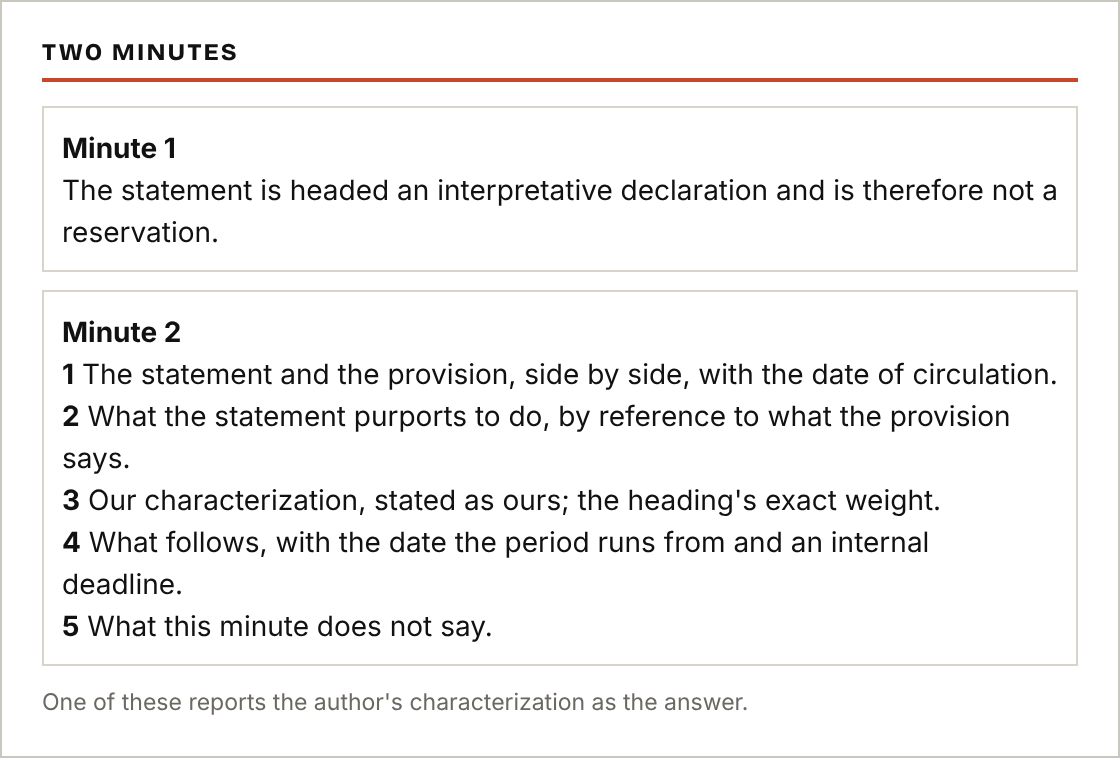 TWO MINUTES
Minute 1
The statement is headed an interpretative declaration and is therefore not a
reservation.
Minute 2
1 The statement and the provision, side by side, with the date of circulation.
2 What the statement purports to do, by reference to what the provision
says.
3 Our characterization, stated as ours; the heading's exact weight.
4 What follows, with the date the period runs from and an internal
deadline.
5 What this minute does not say.
One of these reports the author's characterization as the answer.